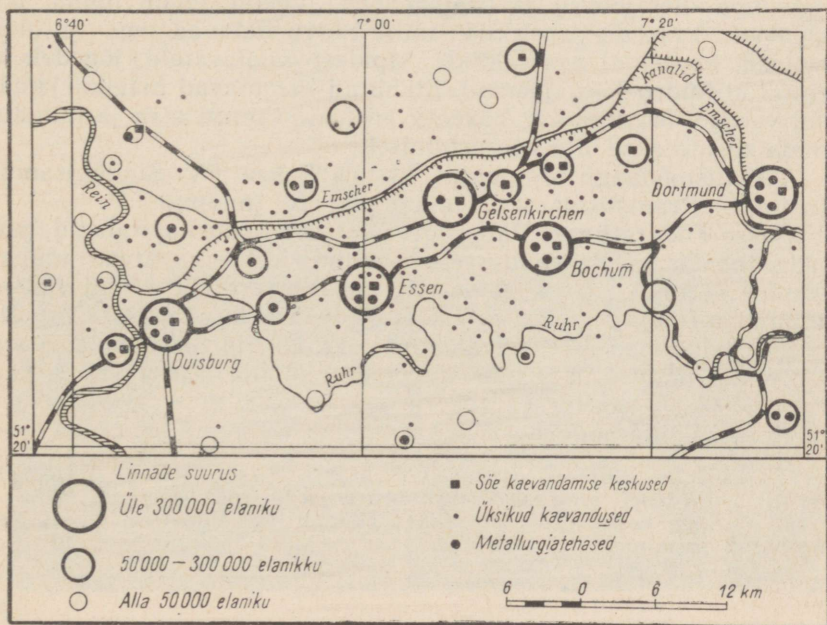 6°40' 7°00' 7°20'
Kanalid
Emscher
Rein
Emscher
Dortmund
Gelsenkirchen
Bochum
Essen
Ruhr
Duisburg
Ruhr
51° 20'
51° 20'
Linnade suurus
Üle 300 000 elaniku
50 000 – 300 000 elanikku
Alla 50 000 elaniku
Söe kaevandamise keskused
Üksikud kaevandused
Metallurgiatehased
6 0 6 12 km